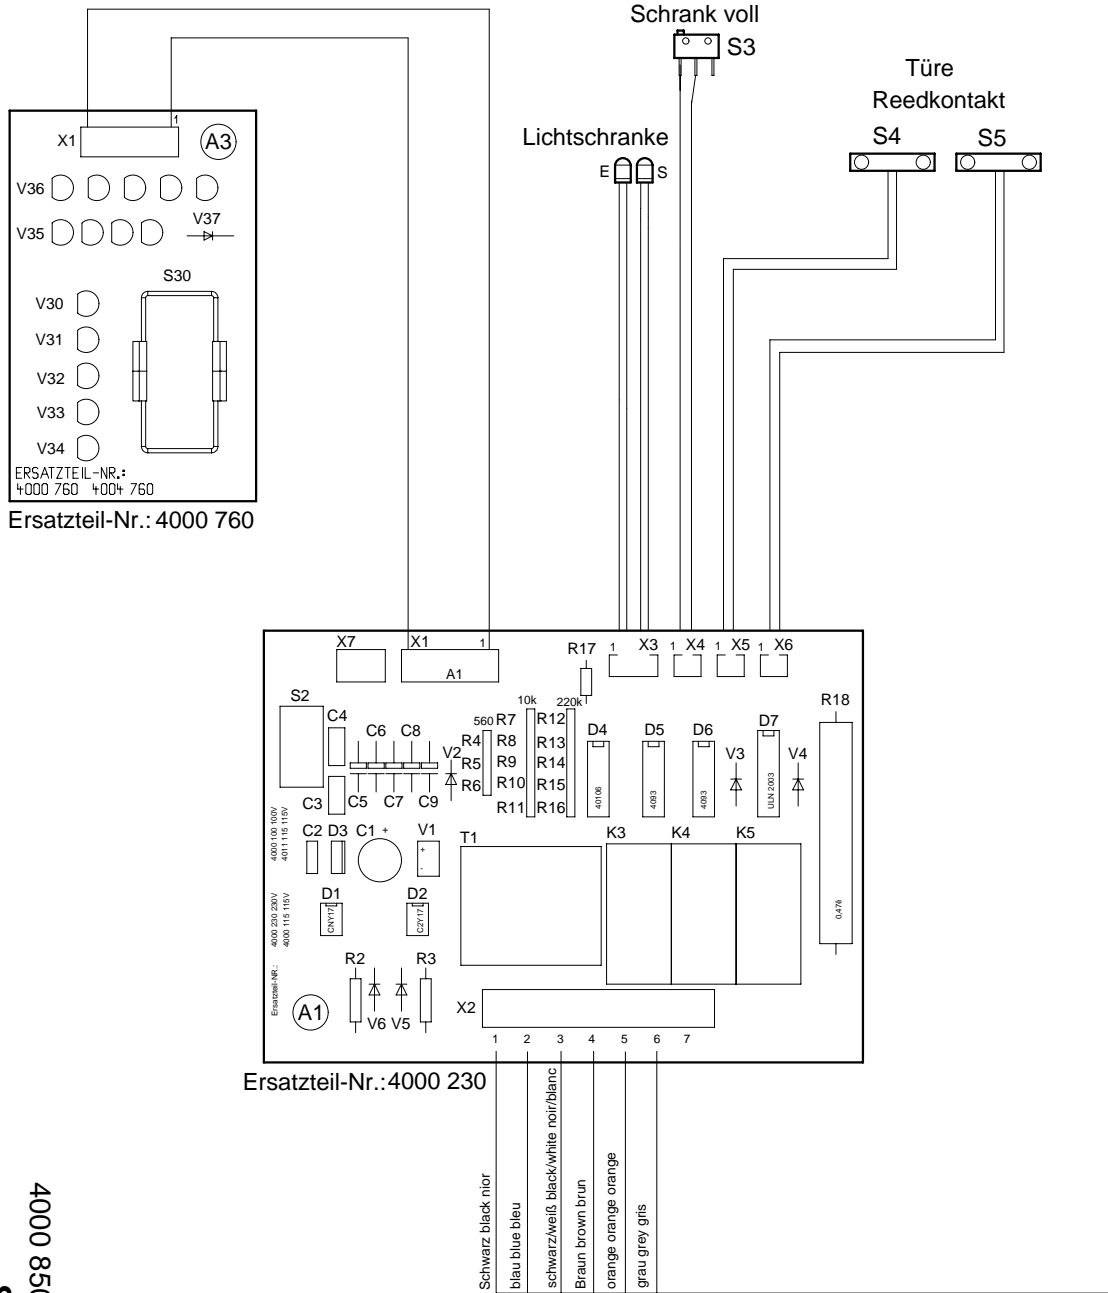 Schrank voll
S3
Türe
Reedkontakt
S4 S5
Lichtschranke
E S
X1 1 A3
V36
V35 V37
S30
V30
V31
V32
V33
V34
ERSATZTEIL-NR.:
4000 760 4004 760
Ersatzteil-Nr.: 4000 760
X7 X1 1 R17 1 X3 1 X4 1 X5 1 X6
A1
S2 C4 C6 C8 V2 10k 220k R18
560 R7 R12 D4 D5 D6 D7
R4 R8 R13 V3 V4
R5 R9 R14
R6 R10 R15
R11 R16
40106 4093 4093 ULN 2003
C3 C5 C7 C9
C2 D3 C1 + V1 T1 K3 K4 K5
+
-
4000 100 100V
4011 115 115V
D1 D2
CNY17 C2Y17
0,47ß
4000 230 230V
4000 115 115V
R2 R3
Ersatzteil-NR.:
A1 V6 V5 X2
1 2 3 4 5 6 7
Ersatzteil-Nr.:4000 230
Schwarz black nior
blau blue bleu
schwarz/weiß black/white noir/blanc
Braun brown brun
orange orange orange
grau grey gris
4000 850